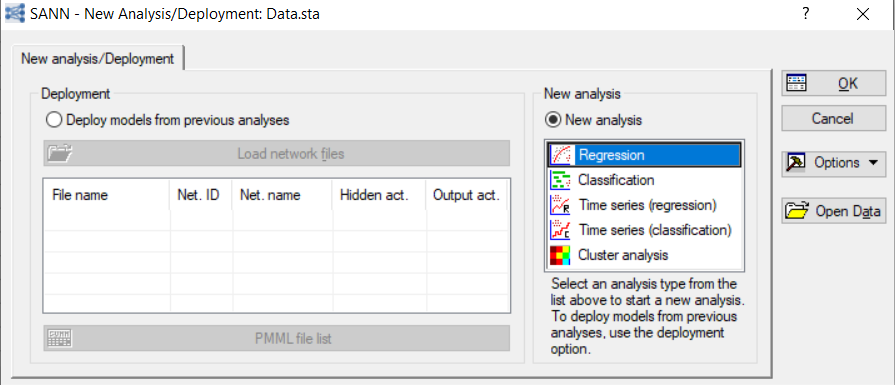 SANN - New Analysis/Deployment: Data.sta
?
New analysis/Deployment
Deployment
Deploy models from previous analyses
Load network files
File name Net. ID Net. name Hidden act. Output act.
PMML file list
New analysis
New analysis
Regression
Classification
Time series (regression)
Time series (classification)
Cluster analysis
Select an analysis type from the
list above to start a new analysis.
To deploy models from previous
analyses, use the deployment
option.
OK
Cancel
Options
Open Data